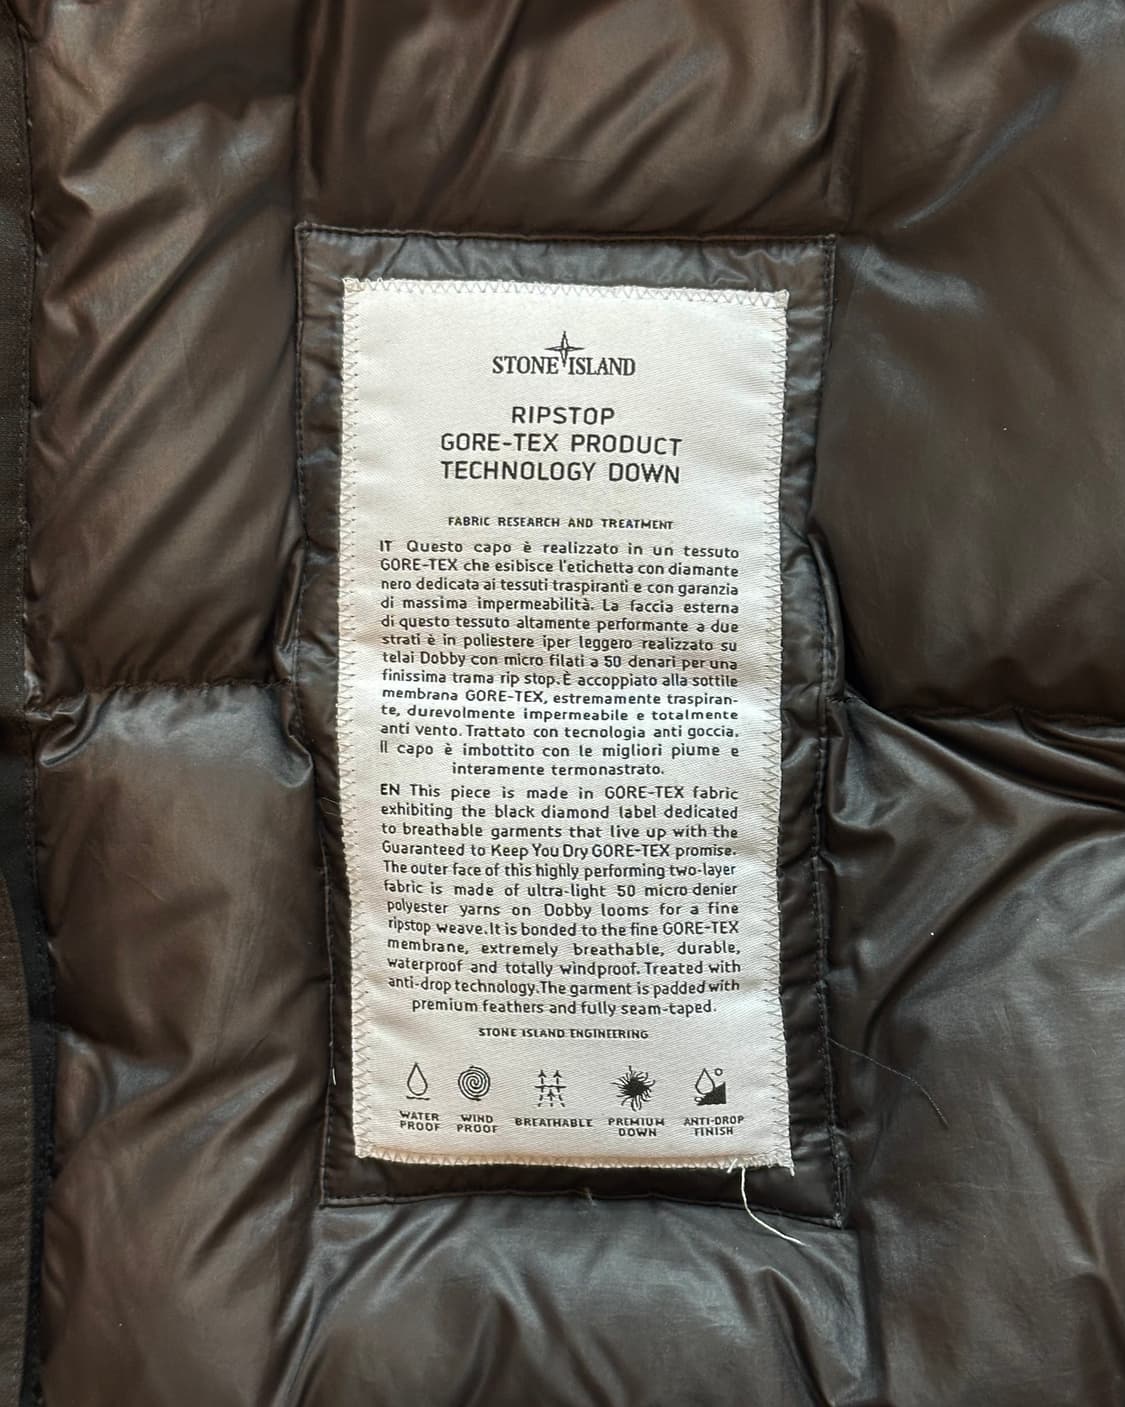 STONE ISLAND
RIPSTOP
GORE-TEX PRODUCT
TECHNOLOGY DOWN
FABRIC RESEARCH AND TREATMENT
IT Questo capo è realizzato in un tessuto
GORE-TEX che esibisce l'etichetta con diamante
nero dedicata ai tessuti traspiranti e con garanzia
di massima impermeabilità. La faccia esterna
di questo tessuto altamente performante a due
strati è in poliestere iper leggero realizzato su
telai Dobby con micro filati a 50 denari per una
finissima trama rip stop. È accoppiato alla sottile
membrana GORE-TEX, estremamente traspiran-
te, durevolmente impermeabile e totalmente
anti vento. Trattato con tecnologia anti goccia.
Il capo è imbottito con le migliori piume e
interamente termonastrato.
EN This piece is made in GORE-TEX fabric
exhibiting the black diamond label dedicated
to breathable garments that live up with the
Guaranteed to Keep You Dry GORE-TEX promise.
The outer face of this highly performing two-layer
fabric is made of ultra-light 50 micro denier
polyester yarns on Dobby looms for a fine
ripstop weave.It is bonded to the fine GORE-TEX
membrane, extremely breathable, durable,
waterproof and totally windproof. Treated with
anti-drop technology.The garment is padded with
premium feathers and fully seam-taped.
STONE ISLAND ENGINEERING
WATER PROOF
WIND PROOF
BREATHABLE
PREMIUM DOWN
ANTI-DROP FINISH